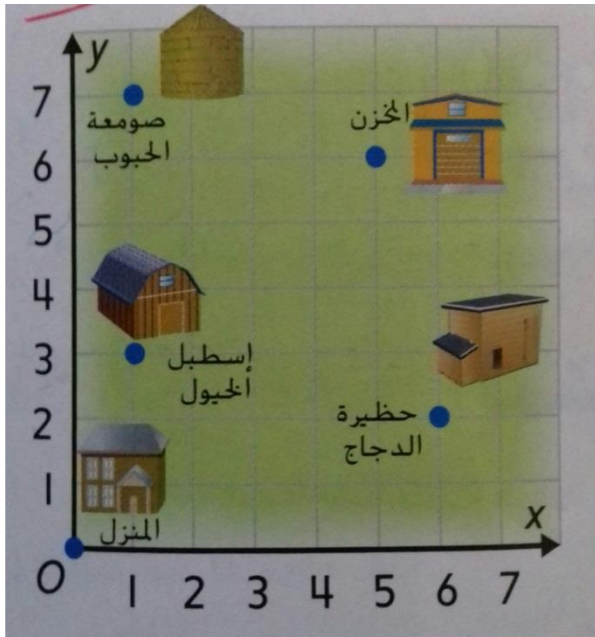 y
7
صومعة
الحبوب
المخزن
6
5
4
3
إسطبل
الخيول
2
حظيرة
الدجاج
1
المنزل
x
0
1 2 3 4 5 6 7